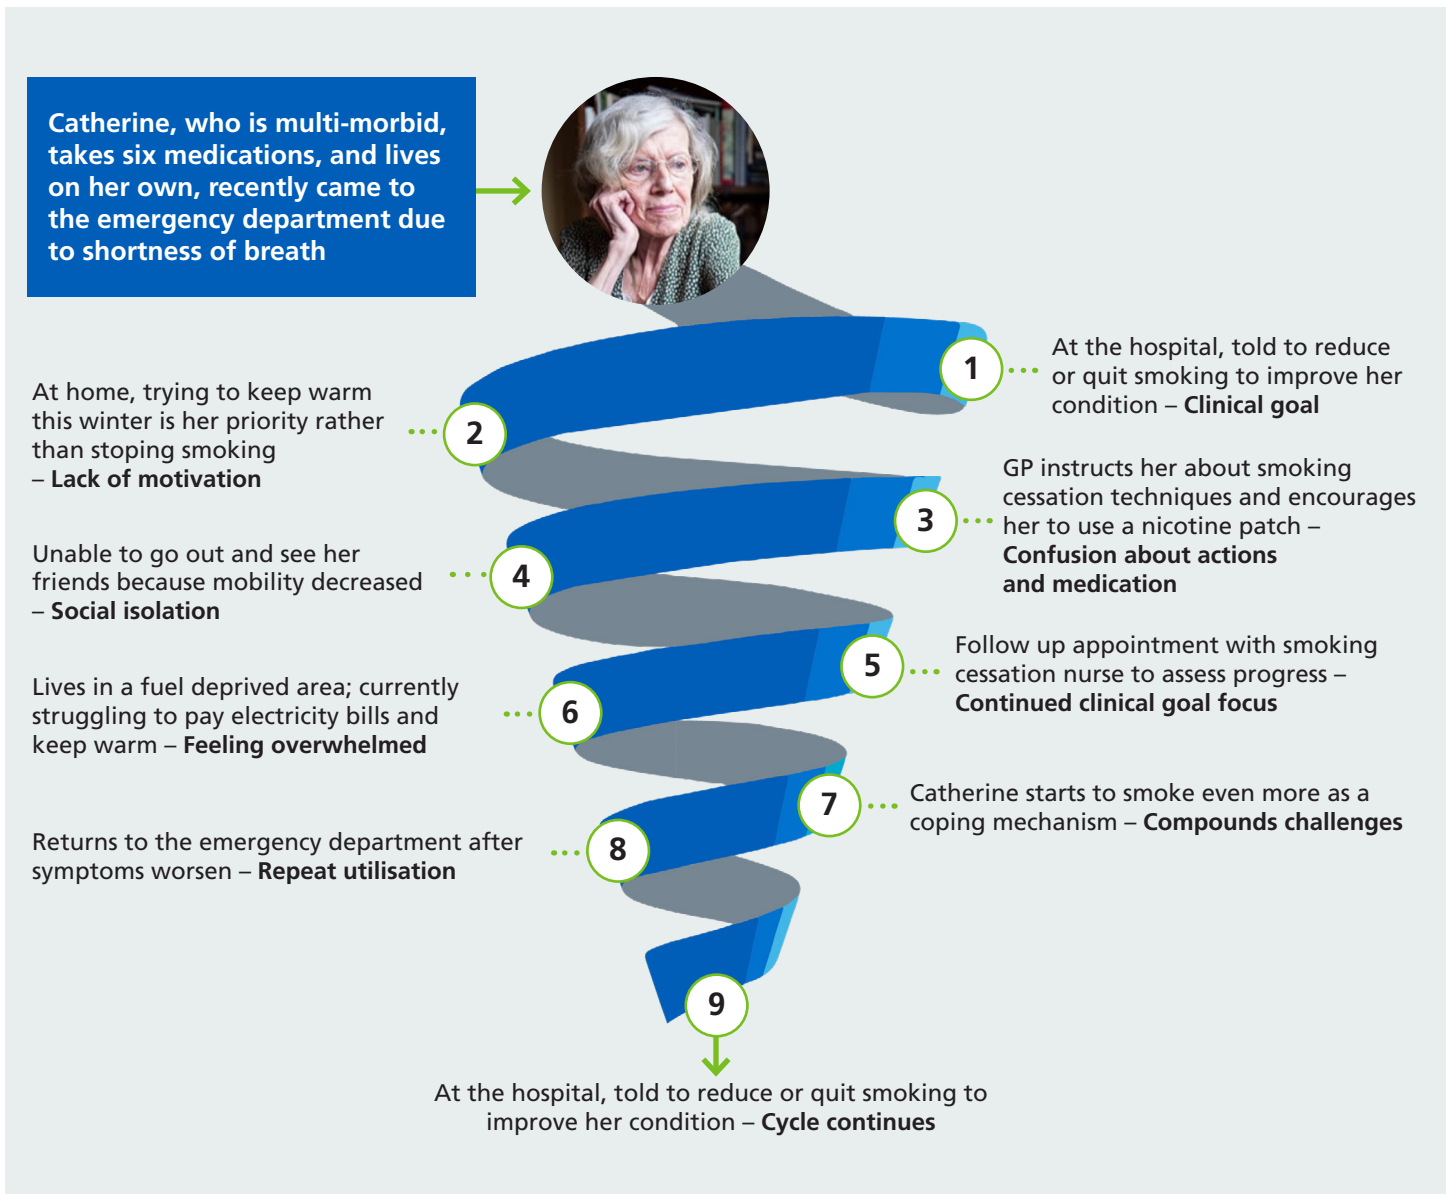 Catherine, who is multi-morbid,
takes six medications, and lives
on her own, recently came to
the emergency department due
to shortness of breath
1
At the hospital, told to reduce
or quit smoking to improve her
condition – Clinical goal
2
At home, trying to keep warm
this winter is her priority rather
than stoping smoking
– Lack of motivation
3
GP instructs her about smoking
cessation techniques and encourages
her to use a nicotine patch –
Confusion about actions
and medication
4
Unable to go out and see her
friends because mobility decreased
– Social isolation
5
Follow up appointment with smoking
cessation nurse to assess progress –
Continued clinical goal focus
6
Lives in a fuel deprived area; currently
struggling to pay electricity bills and
keep warm – Feeling overwhelmed
7
Catherine starts to smoke even more as a
coping mechanism – Compounds challenges
8
Returns to the emergency department after
symptoms worsen – Repeat utilisation
9
At the hospital, told to reduce or quit smoking to
improve her condition – Cycle continues